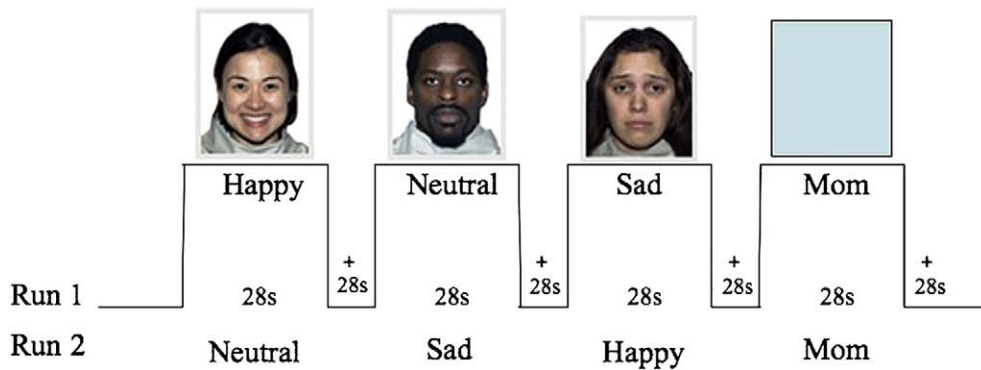 Happy Neutral Sad Mom
+ + + +
28s 28s 28s 28s
Run 1 28s 28s 28s 28s
Run 2 Neutral Sad Happy Mom